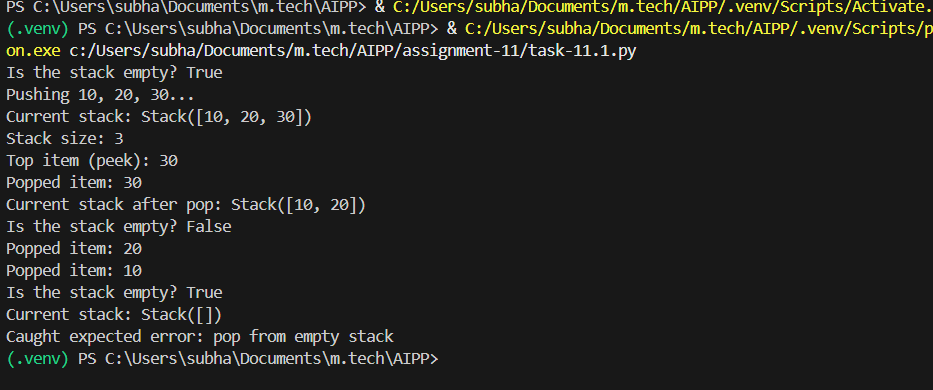 PS C:\Users\subha\Documents\m.tech\AIPP> & C:/Users/subha/Documents/m.tech/AIPP/.venv/Scripts/Activate.
(.venv) PS C:\Users\subha\Documents\m.tech\AIPP> & C:/Users/subha/Documents/m.tech/AIPP/.venv/Scripts/p
on.exe c:/Users/subha/Documents/m.tech/AIPP/assignment-11/task-11.1.py
Is the stack empty? True
Pushing 10, 20, 30...
Current stack: Stack([10, 20, 30])
Stack size: 3
Top item (peek): 30
Popped item: 30
Current stack after pop: Stack([10, 20])
Is the stack empty? False
Popped item: 20
Popped item: 10
Is the stack empty? True
Current stack: Stack([])
Caught expected error: pop from empty stack
(.venv) PS C:\Users\subha\Documents\m.tech\AIPP>